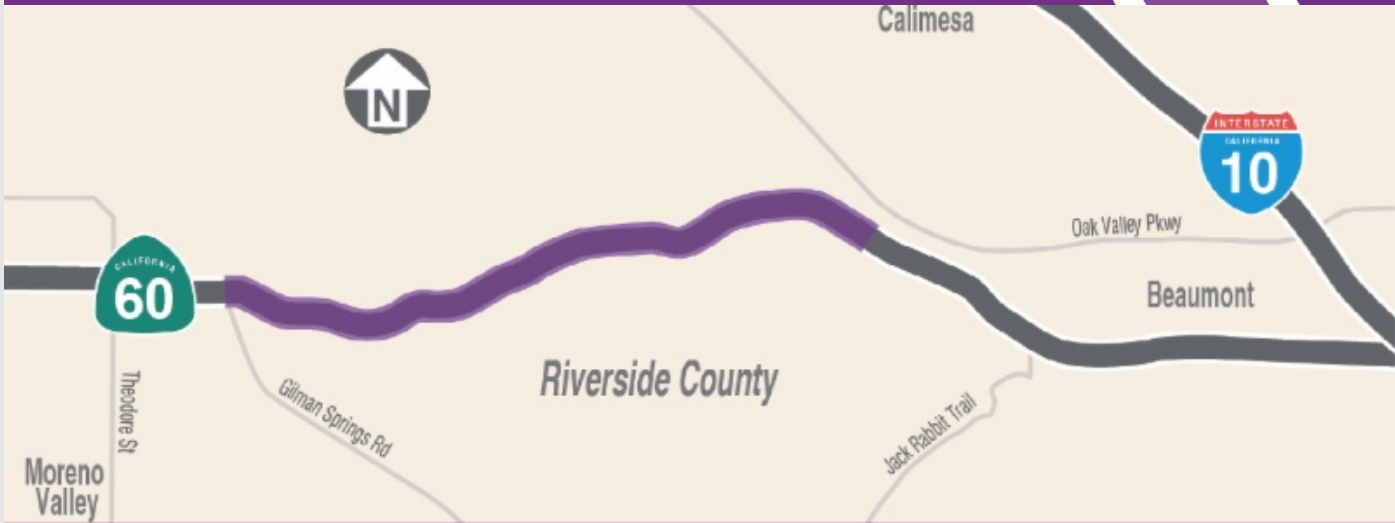 Calimesa
N
INTERSTATE
CALIFORNIA
10
Oak Valley Pkwy
CALIFORNIA
60
Beaumont
Riverside County
Theodore St
Gilman Springs Rd
Jack Rabbit Trail
Moreno
Valley